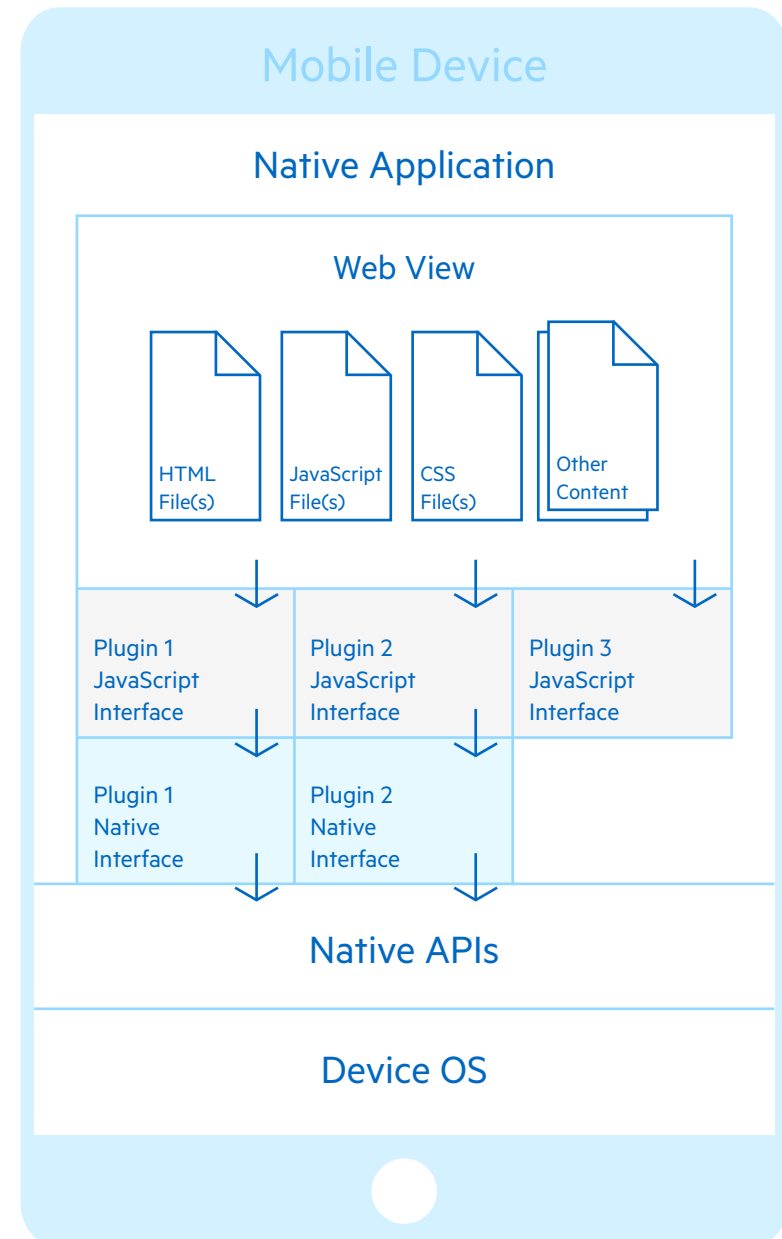 Mobile Device
Native Application
Web View
HTML
File(s)
JavaScript
File(s)
CSS
File(s)
Other
Content
Plugin 1
JavaScript
Interface
Plugin 2
JavaScript
Interface
Plugin 3
JavaScript
Interface
Plugin 1
Native
Interface
Plugin 2
Native
Interface
Native APIs
Device OS